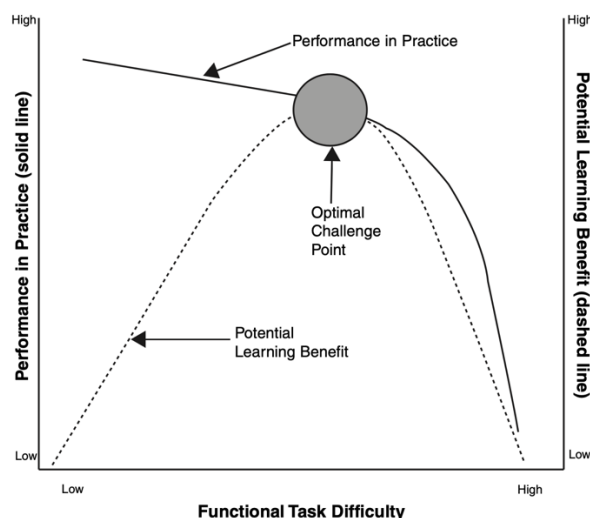 High
High
Performance in Practice
Performance in Practice (solid line)
Potential Learning Benefit (dashed line)
Optimal
Challenge
Point
Potential
Learning Benefit
Low
Low
Low
High
Functional Task Difficulty